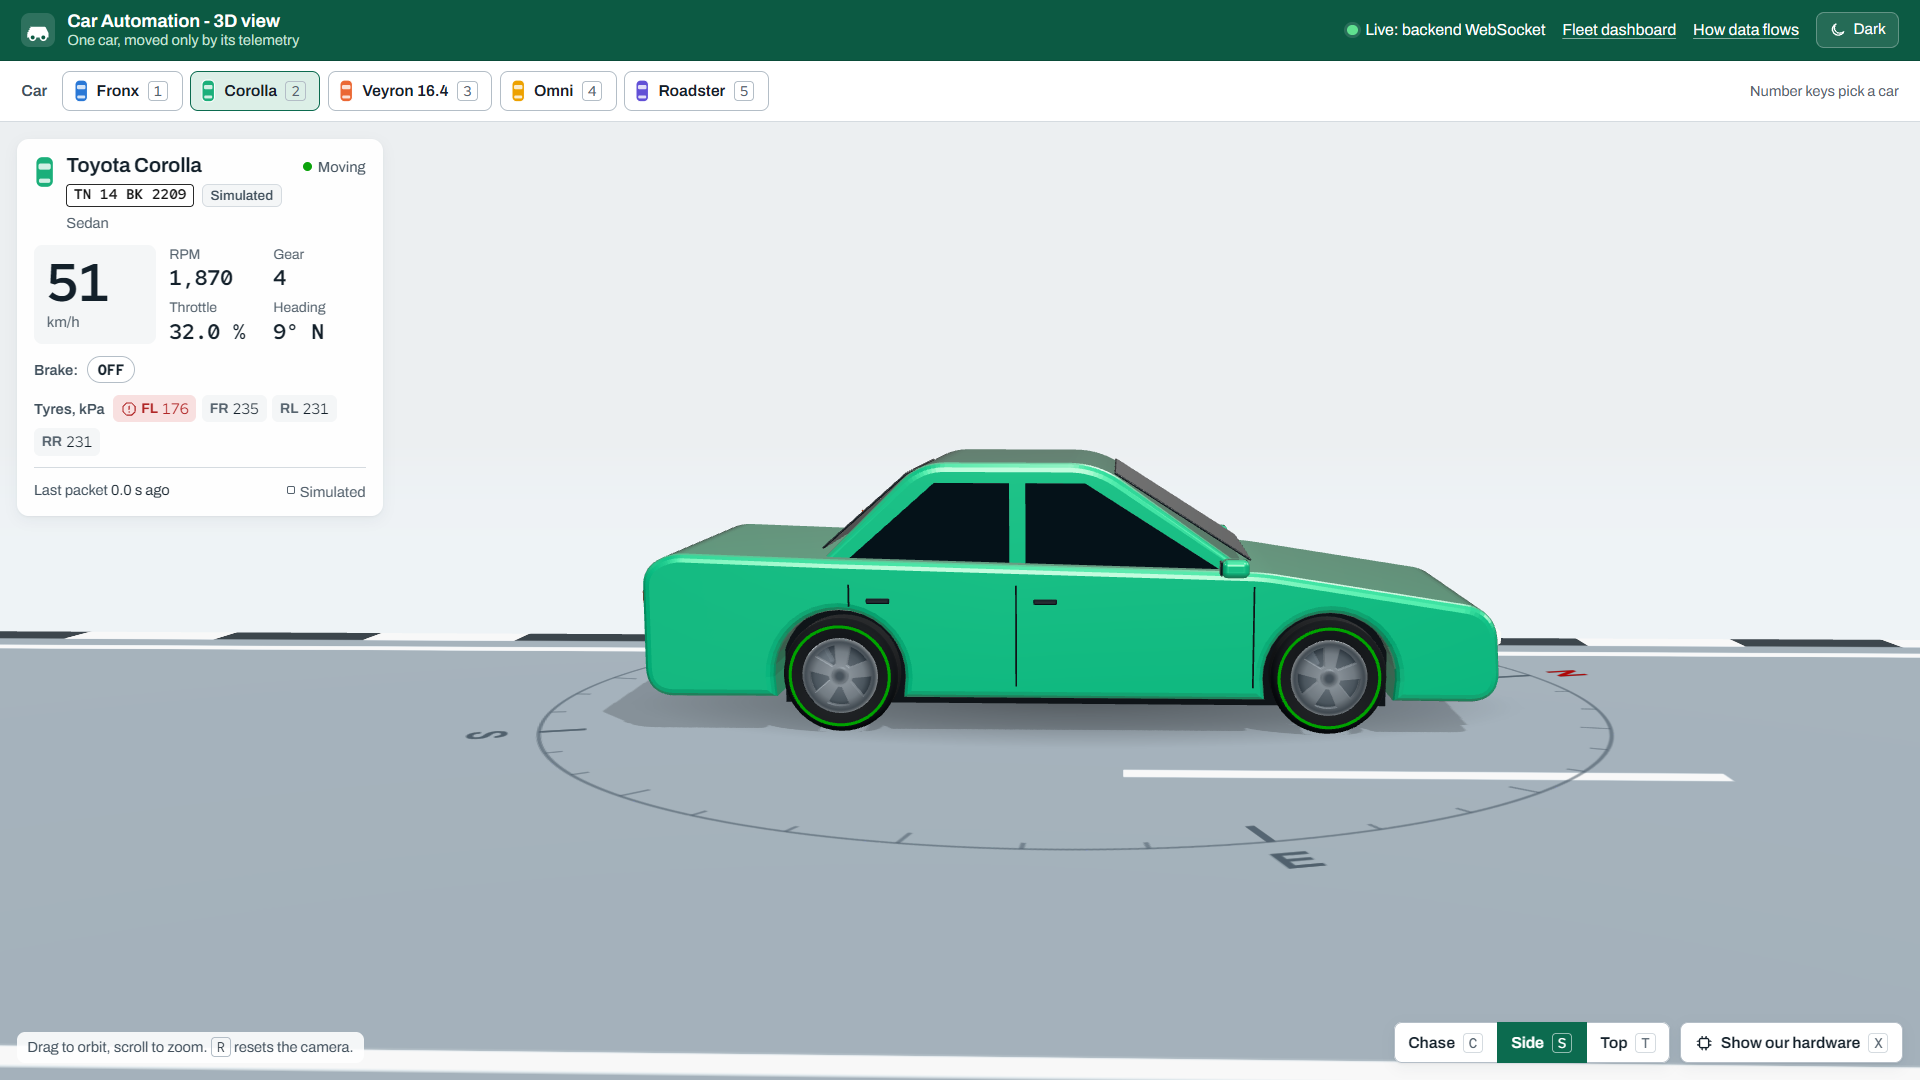 Car Automation - 3D view
One car, moved only by its telemetry
Live: backend WebSocket
Fleet dashboard
How data flows
Dark
Car
Fronx 1
Corolla 2
Veyron 16.4 3
Omni 4
Roadster 5
Number keys pick a car
Toyota Corolla
Moving
TN 14 BK 2209
Simulated
Sedan
51
km/h
RPM
1,870
Gear
4
Throttle
32.0 %
Heading
9° N
Brake: OFF
Tyres, kPa FL 176 FR 235 RL 231
RR 231
Last packet 0.0 s ago
Simulated
N
S
E
Drag to orbit, scroll to zoom. R resets the camera.
Chase C
Side S
Top T
Show our hardware X